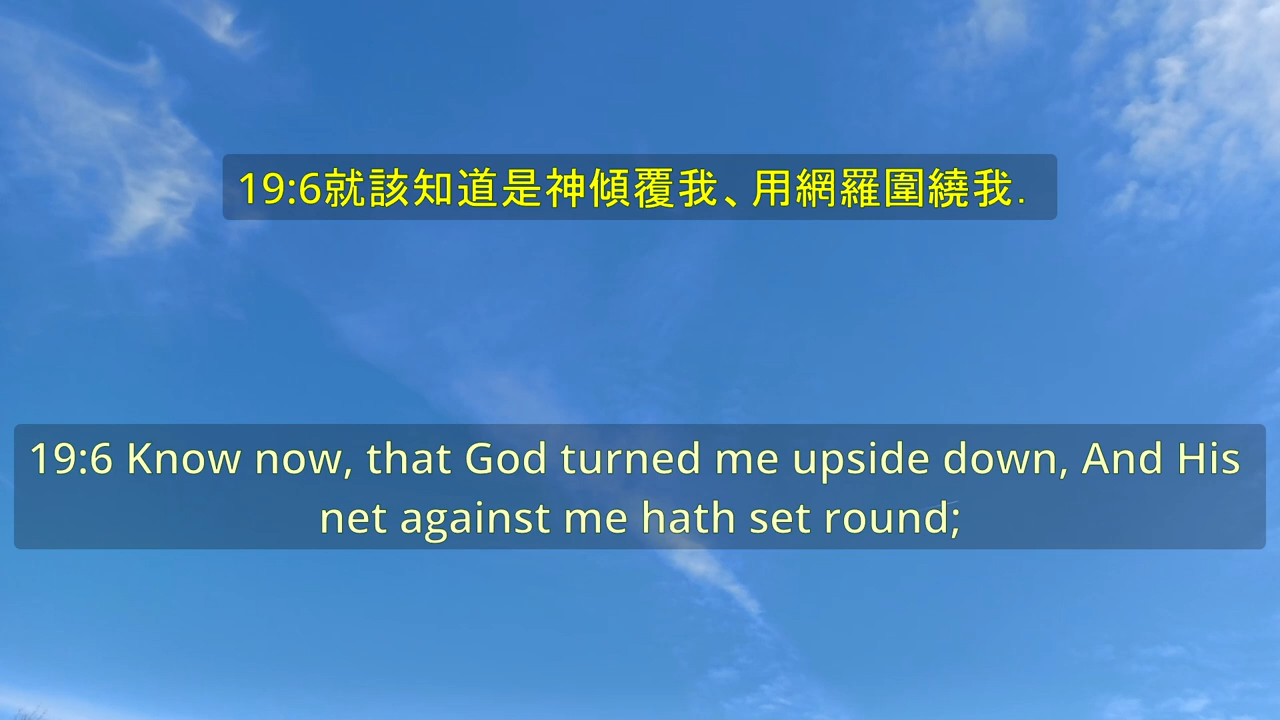 19:6就該知道是神傾覆我、用網羅圍繞我.
19:6 Know now, that God turned me upside down, And His
net against me hath set round;